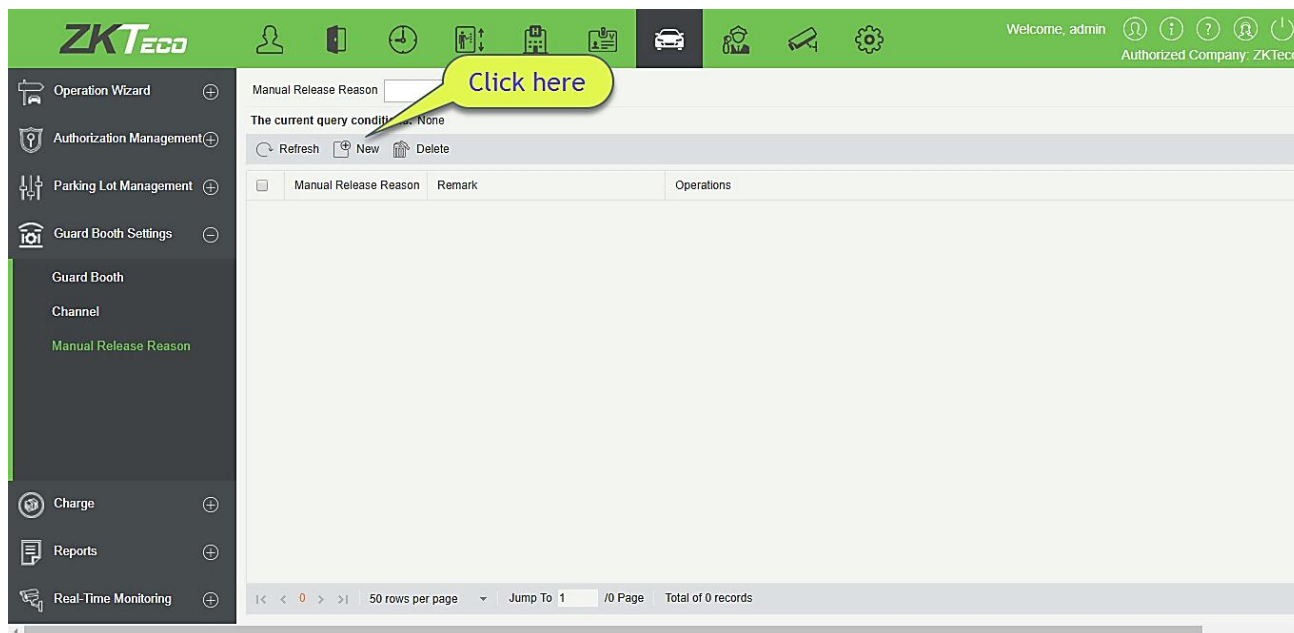 ZKTECO
Welcome, admin
Authorized Company: ZKTeco
Operation Wizard
Authorization Management
Parking Lot Management
Guard Booth Settings
Guard Booth
Channel
Manual Release Reason
Charge
Reports
Real-Time Monitoring
Manual Release Reason
Click here
The current query conditions: None
Refresh New Delete
Manual Release Reason Remark Operations
|< < 0 > >| 50 rows per page Jump To 1 /0 Page Total of 0 records